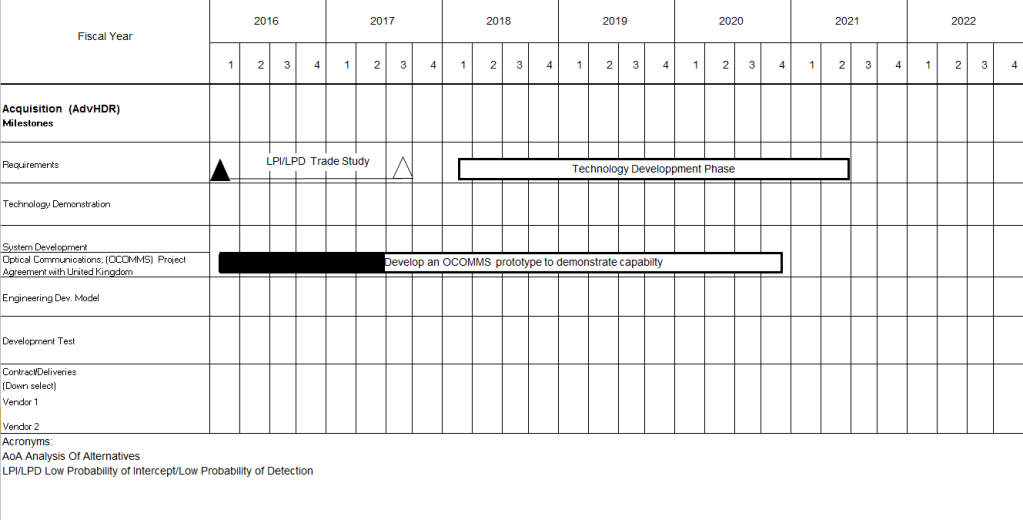 Fiscal Year
2016 2017 2018 2019 2020 2021 2022
1 2 3 4 1 2 3 4 1 2 3 4 1 2 3 4 1 2 3 4 1 2 3 4 1 2 3 4
Acquisition (AdvHDR)
Milestones
Requirements
LPI/LPD Trade Study
Technology Developpment Phase
Technology Demonstration
System Development
Optical Communications, (OCOMMS) Project
Agreement with United Kingdom
Develop an OCOMMS prototype to demonstrate capabilty
Engineering Dev. Model
Development Test
Contract/Deliveries
(Down select)
Vendor 1
Vendor 2
Acronyms:
AoA Analysis Of Alternatives
LPI/LPD Low Probability of Intercept/Low Probability of Detection